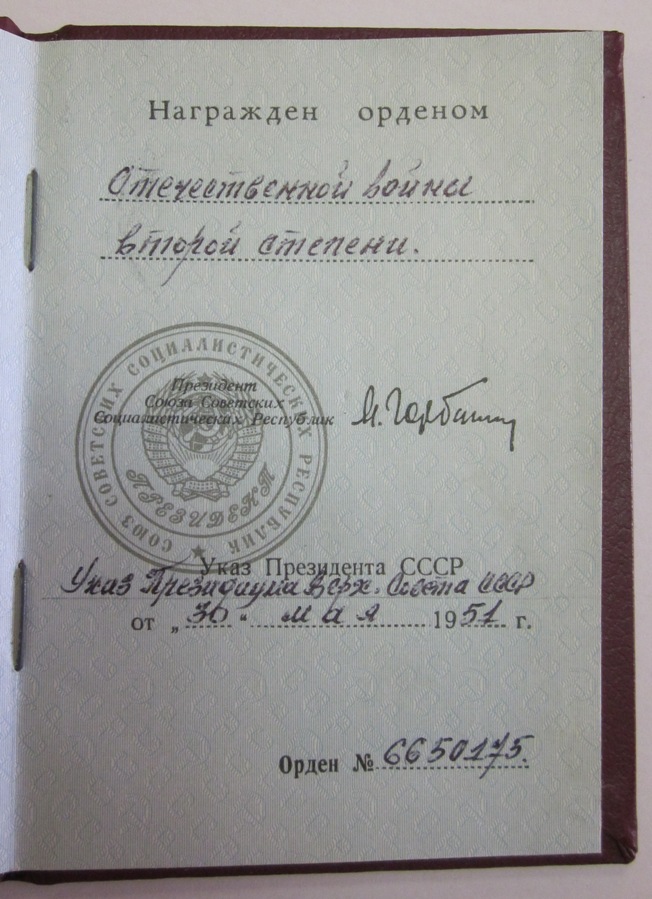 Награжден орденом
Отечественной войны
второй степени.
СОЮЗ СОВЕТСКИХ СОЦИАЛИСТИЧЕСКИХ РЕСПУБЛИК
Президент
Союза Советских
Социалистических Республик
М. Горбачев
ПРЕЗИДЕНТ
Указ Президента СССР
Указ Президиума Верх. Совета СССР
от „30“ мая 1951 г.
Орден № 6650175.